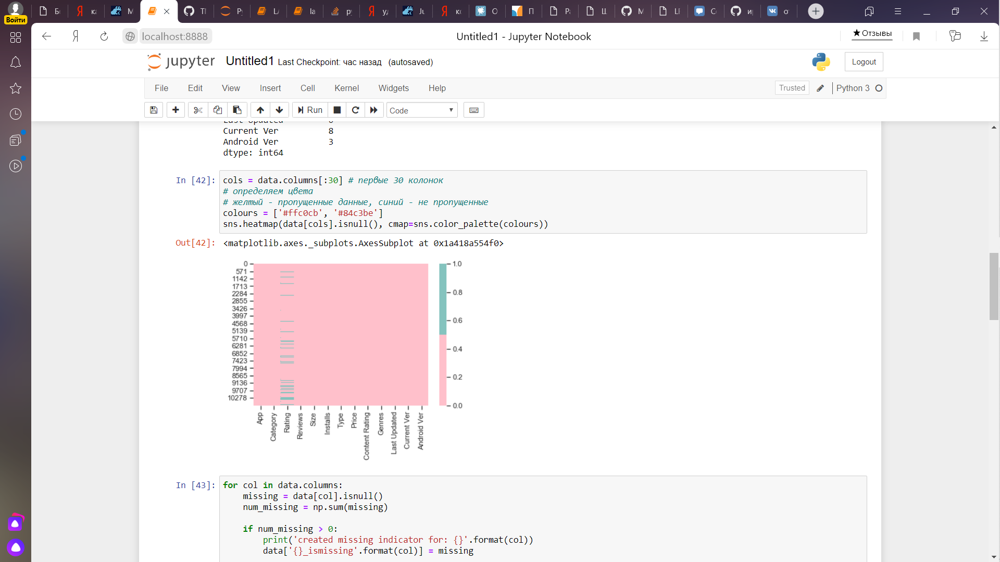 Войти
localhost:8888
Untitled1 - Jupyter Notebook
★ Отзывы
jupyter
Untitled1 Last Checkpoint: час назад (autosaved)
Logout
File Edit View Insert Cell Kernel Widgets Help
Trusted
Python 3
Run
Code
Current Ver 8
Android Ver 3
dtype: int64
In [42]:
cols = data.columns[:30] # первые 30 колонок
# определяем цвета
# желтый - пропущенные данные, синий - не пропущенные
colours = ['#ffc0cb', '#84c3be']
sns.heatmap(data[cols].isnull(), cmap=sns.color_palette(colours))
Out[42]:
<matplotlib.axes._subplots.AxesSubplot at 0x1a418a554f0>
0
571
1142
1713
2284
2855
3426
3997
4568
5139
5710
6281
6852
7423
7994
8565
9136
9707
10278
1.0
0.8
0.6
0.4
0.2
0.0
App
Category
Rating
Reviews
Size
Installs
Type
Price
Content Rating
Genres
Last Updated
Current Ver
Android Ver
In [43]:
for col in data.columns:
missing = data[col].isnull()
num_missing = np.sum(missing)
if num_missing > 0:
print('created missing indicator for: {}'.format(col))
data['{}_ismissing'.format(col)] = missing